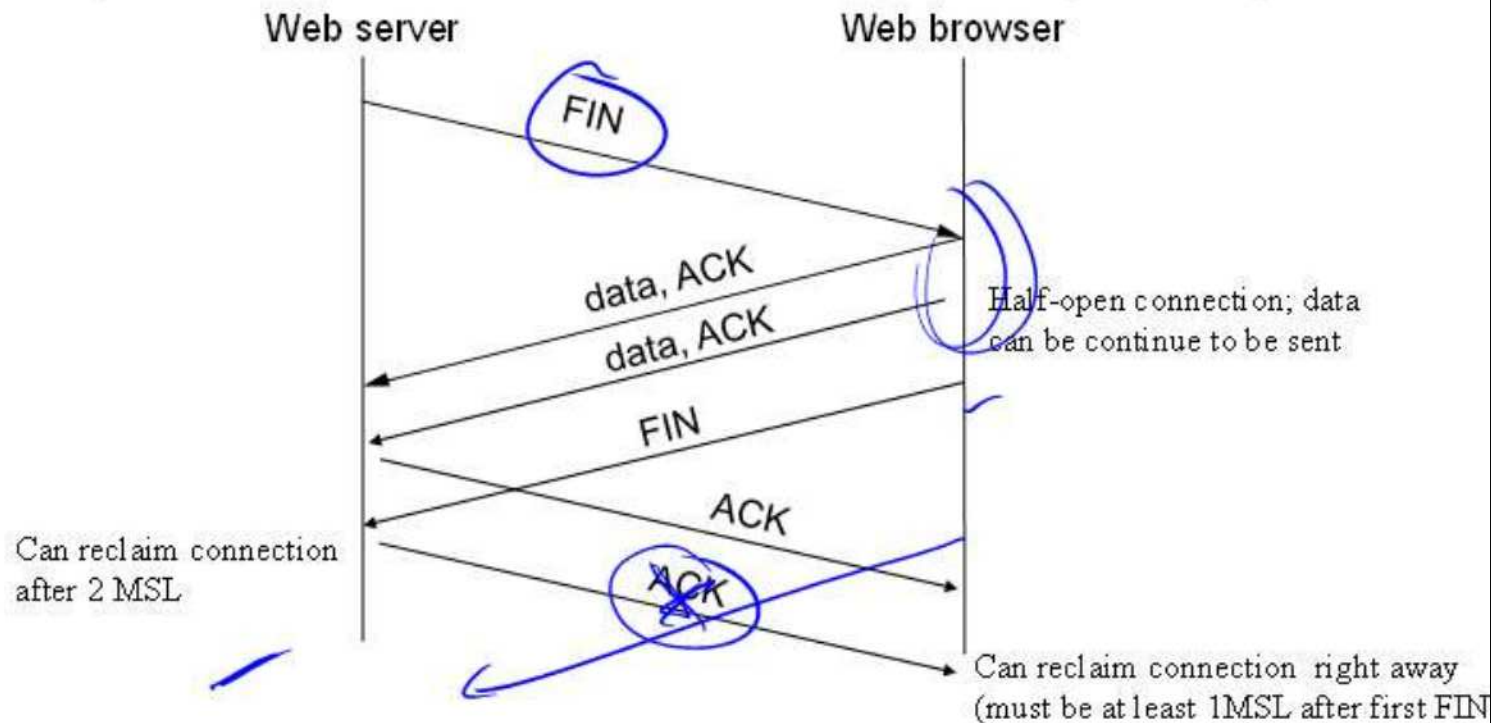 Web server
Web browser
FIN
data, ACK
data, ACK
Half-open connection; data
can be continue to be sent
FIN
ACK
Can reclaim connection
after 2 MSL
ACK
Can reclaim connection right away
(must be at least 1MSL after first FIN